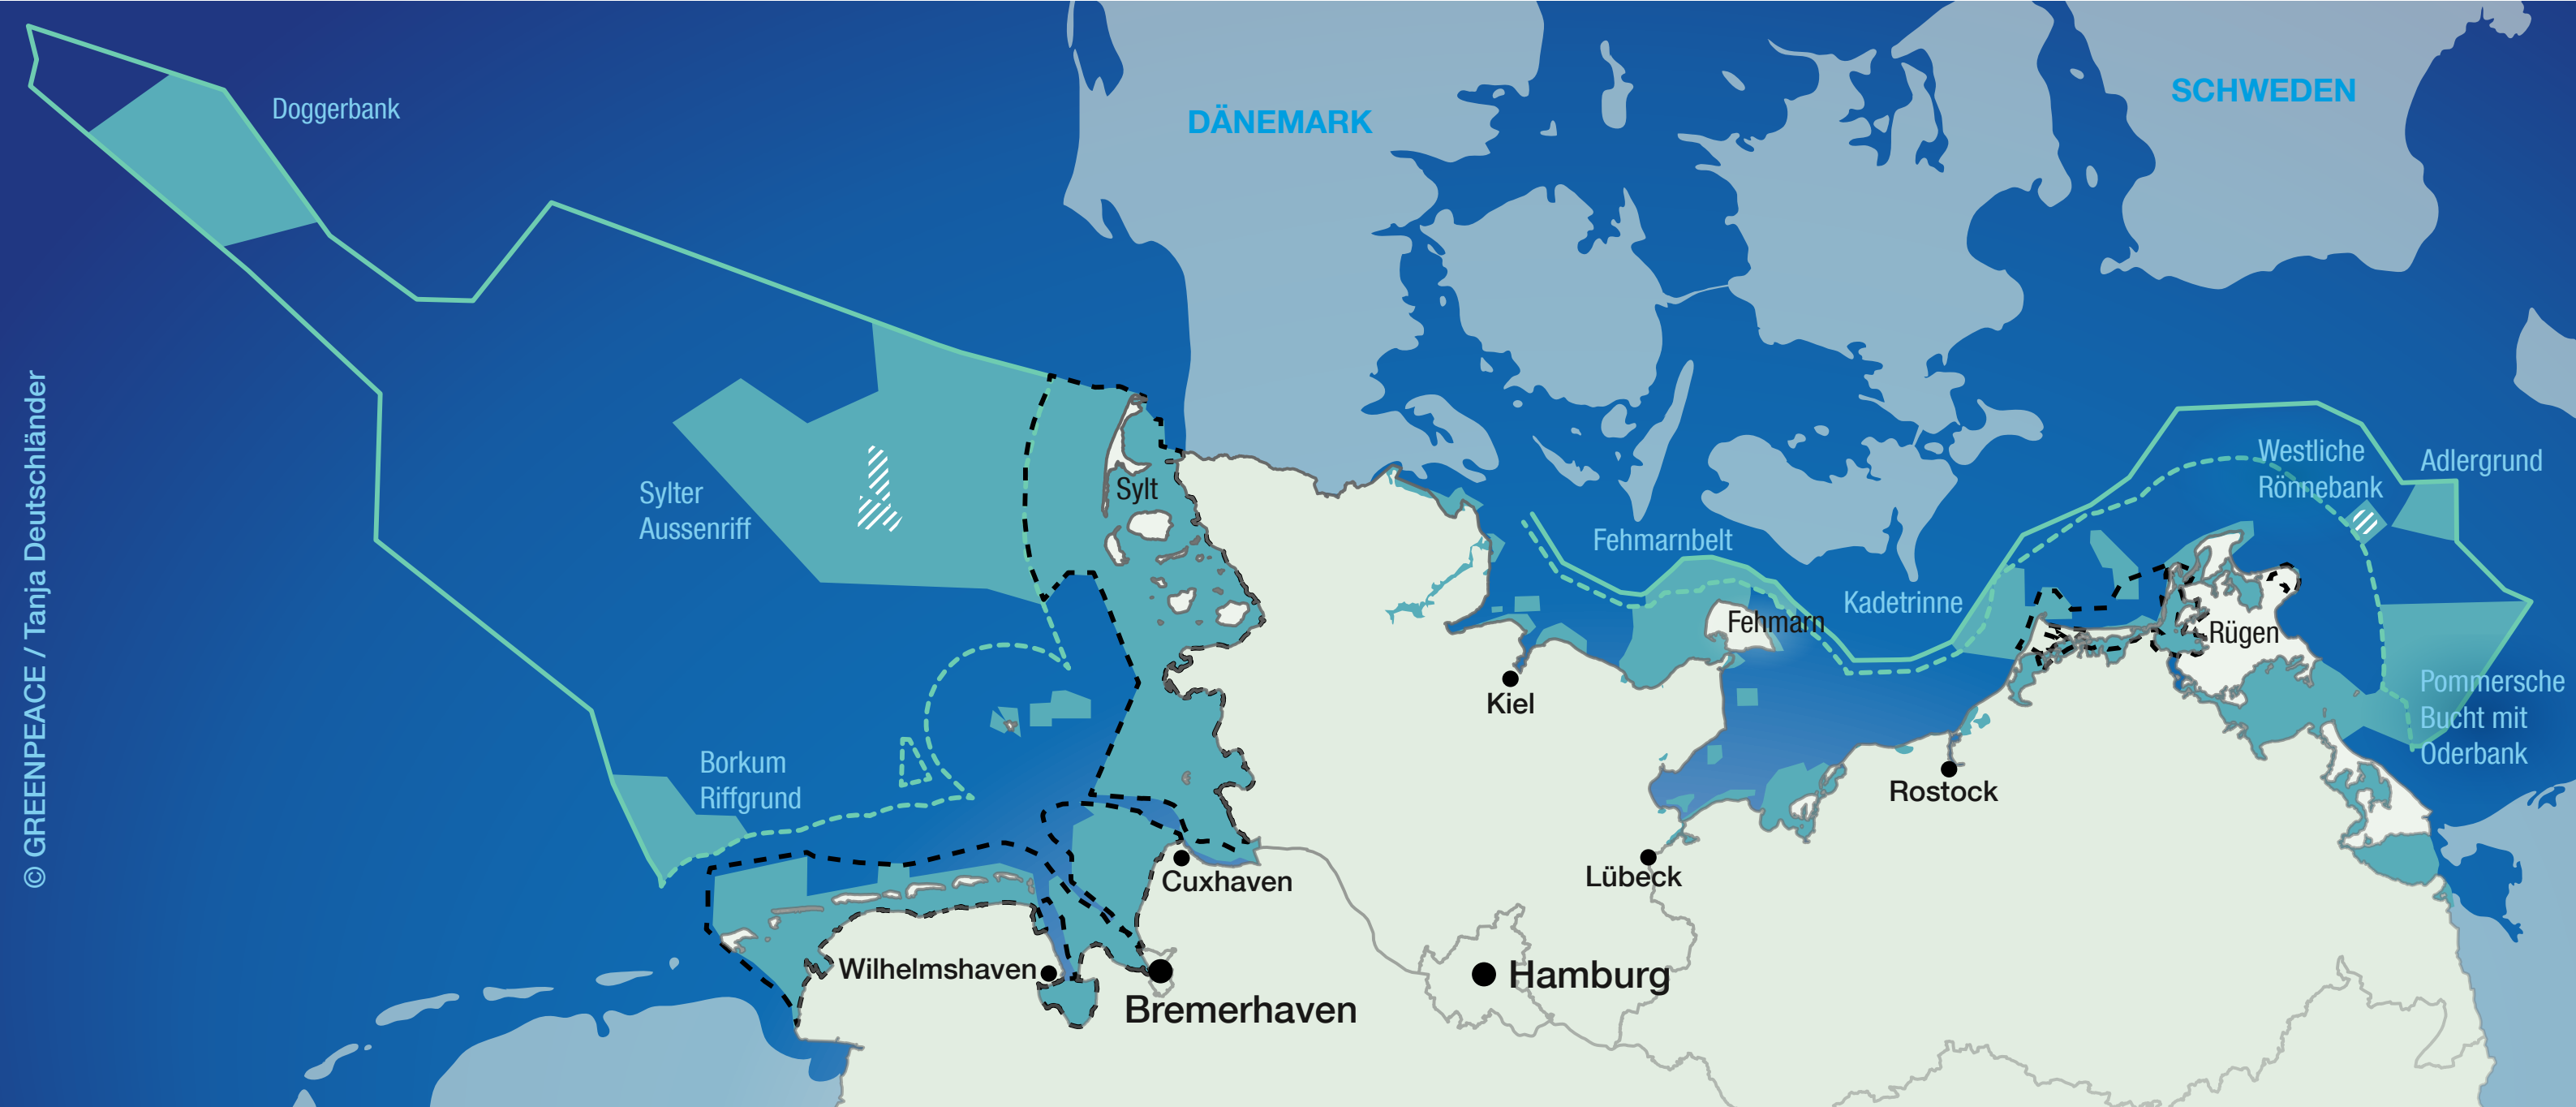 DÄNEMARK
SCHWEDEN
Doggerbank
© GREENPEACE / Tanja Deutschländer
Sylter
Aussenriff
Sylt
Borkum
Riffgrund
Fehmarnbelt
Fehmarn
Kadetrinne
Westliche
Rönnebank
Adlergrund
Rügen
Pommersche
Bucht mit
Oderbank
Kiel
Rostock
Lübeck
Cuxhaven
Wilhelmshaven
Bremerhaven
Hamburg